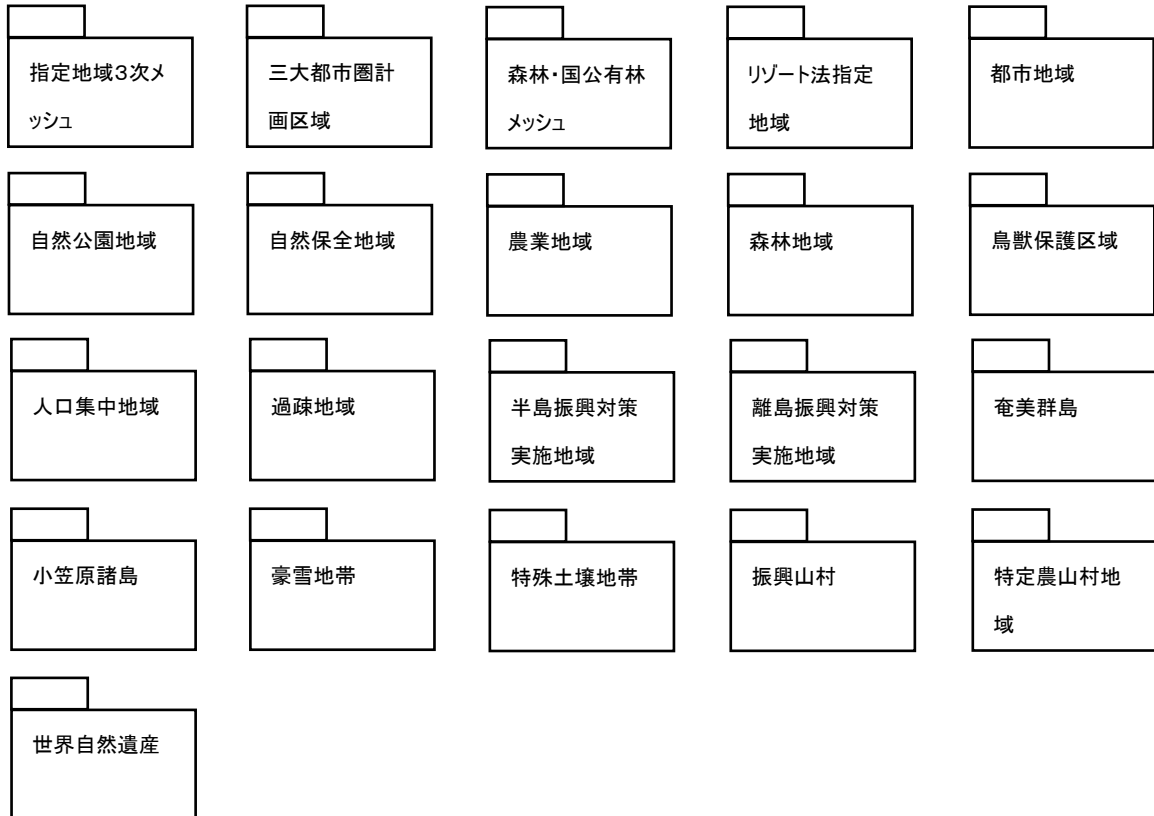 指定地域3次メ
ッシュ
三大都市圏計
画区域
森林・国公有林
メッシュ
リゾート法指定
地域
都市地域
自然公園地域
自然保全地域
農業地域
森林地域
鳥獣保護区域
人口集中地域
過疎地域
半島振興対策
実施地域
離島振興対策
実施地域
奄美群島
小笠原諸島
豪雪地帯
特殊土壌地帯
振興山村
特定農山村地
域
世界自然遺産